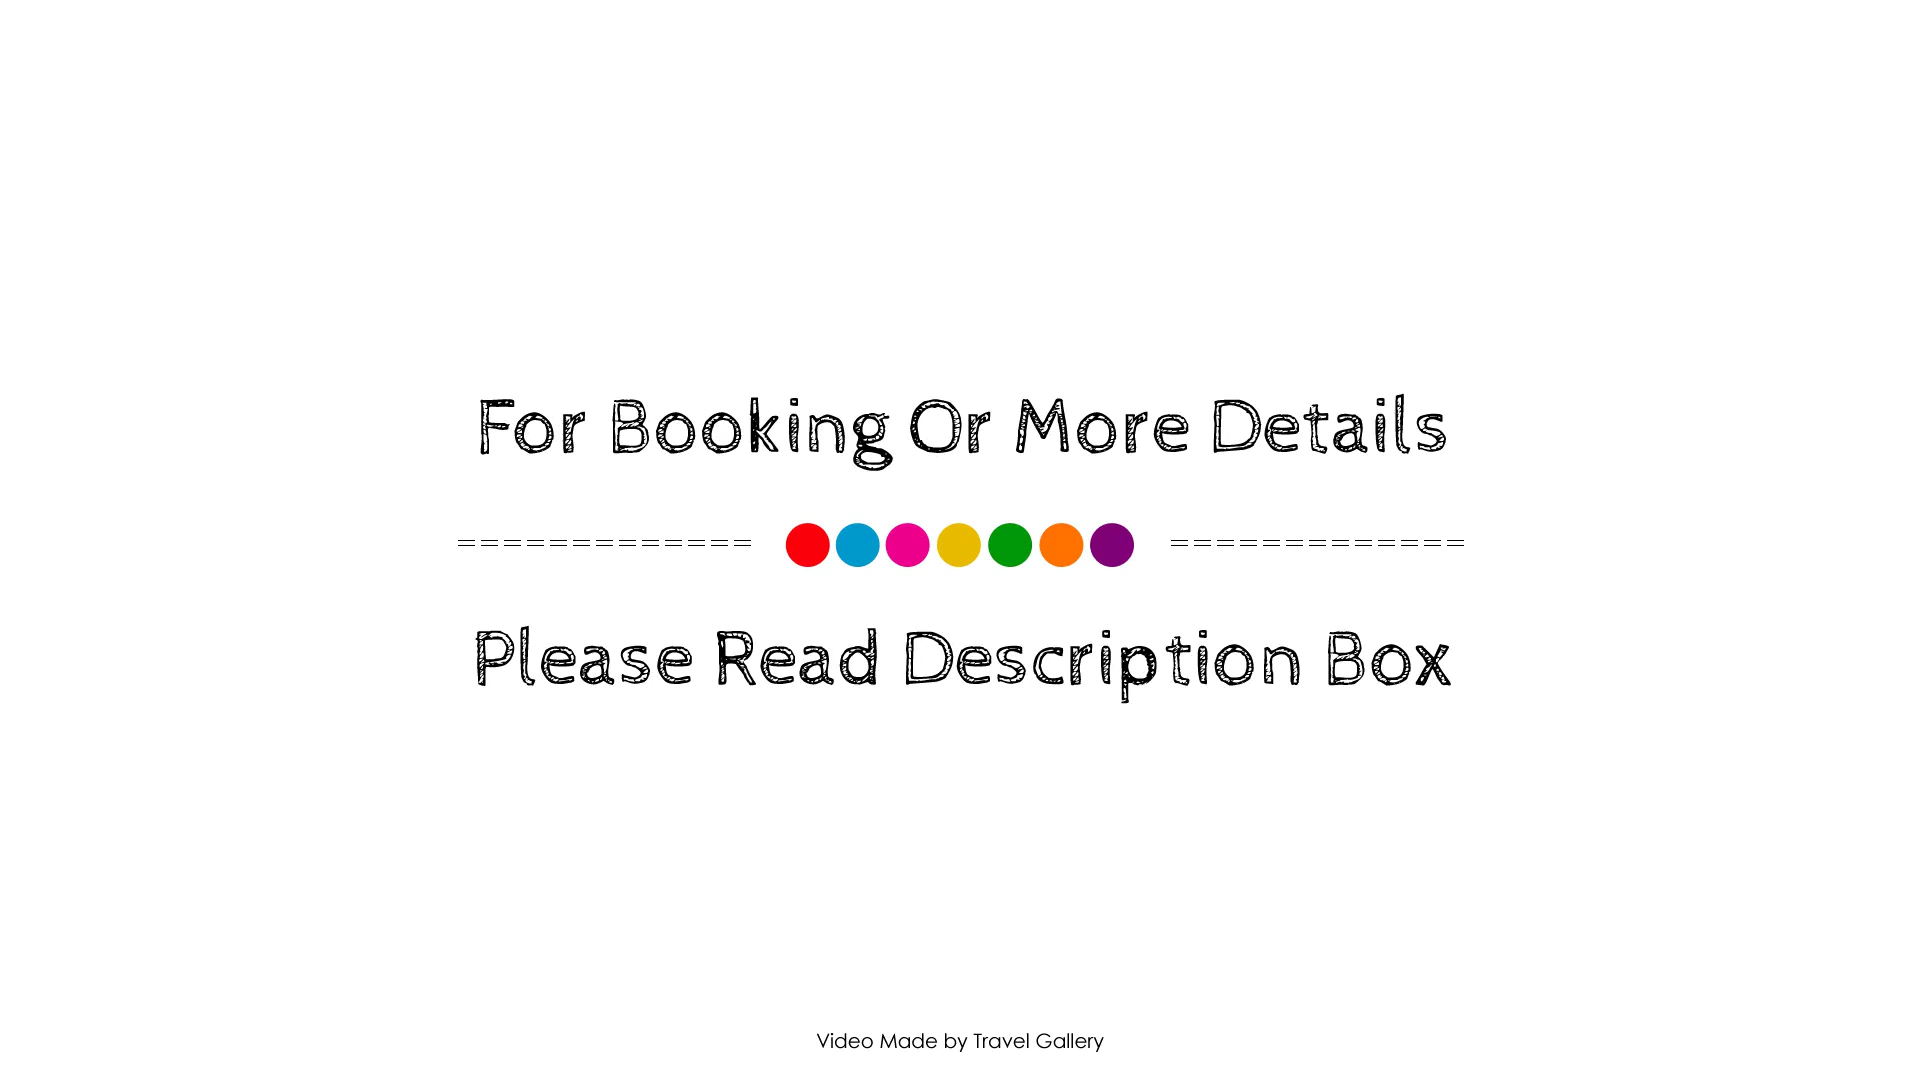 For Booking Or More Details
============= =============
Please Read Description Box
Video Made by Travel Gallery